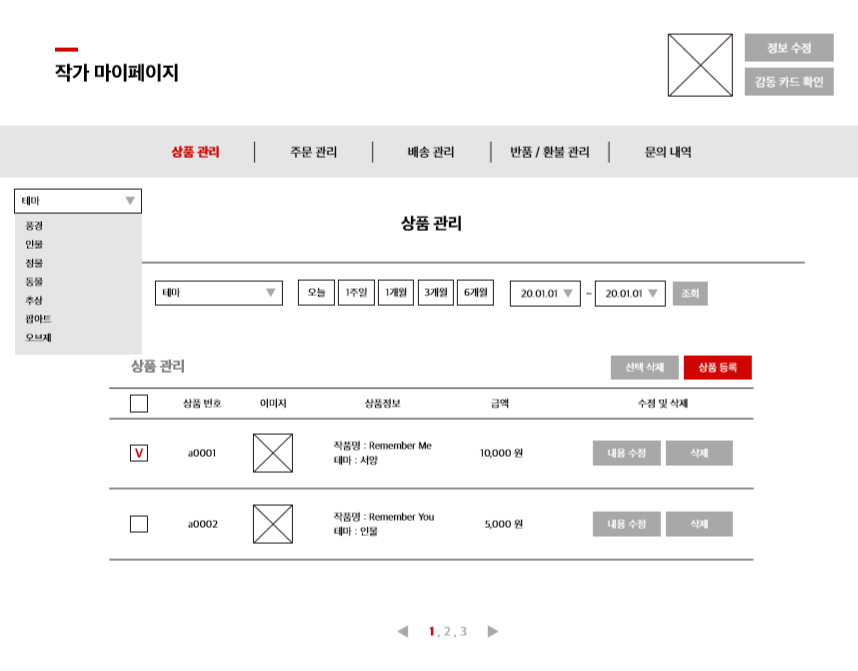 작가 마이페이지
정보 수정
감동 카드 확인
상품 관리 주문 관리 배송 관리 반품 / 환불 관리 문의 내역
테마
풍경
인물
정물
동물
추상
팝아트
오브제
상품 관리
테마 오늘 1주일 1개월 3개월 6개월 20.01.01 ~ 20.01.01 조회
상품 관리 선택 삭제 상품 등록
상품 번호 이미지 상품정보 금액 수정 및 삭제
V a0001 작품명 : Remember Me 10,000 원 내용 수정 삭제
테마 : 서양
a0002 작품명 : Remember You 5,000 원 내용 수정 삭제
테마 : 인물
1 , 2 , 3